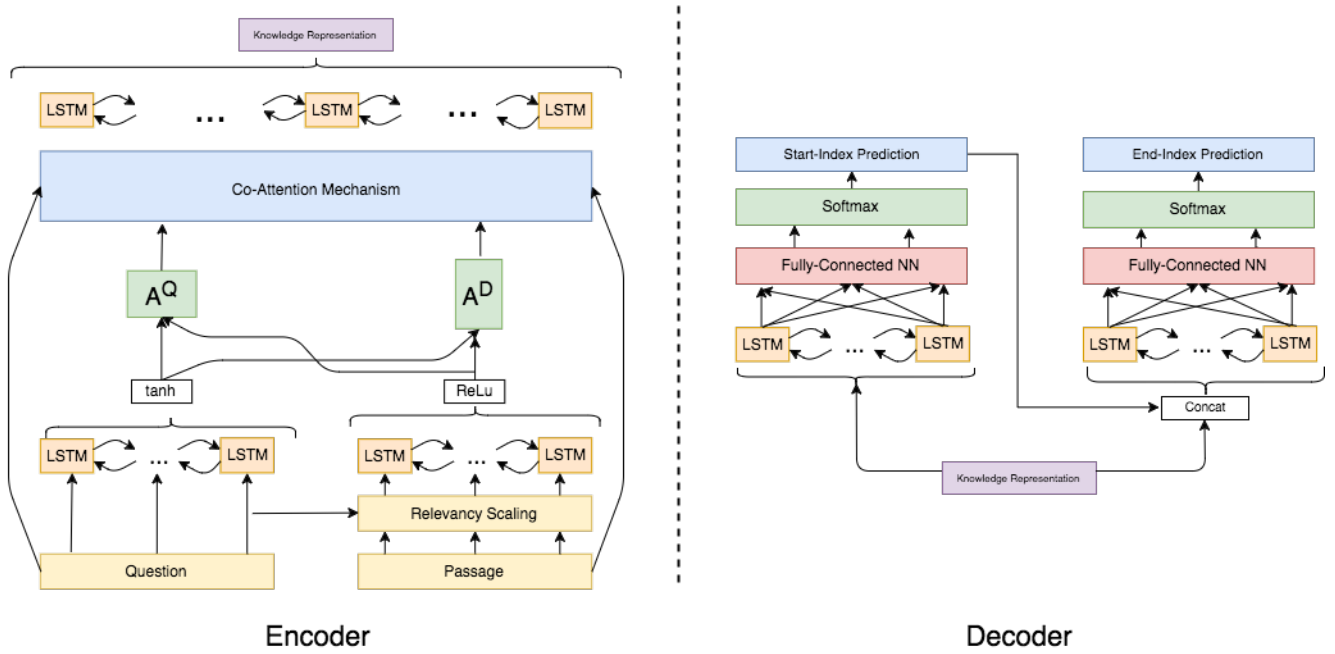 Knowledge Representation
LSTM
...
LSTM
...
LSTM
Co-Attention Mechanism
A^Q
A^D
tanh
ReLu
LSTM
...
LSTM
LSTM
...
LSTM
Relevancy Scaling
Question
Passage
Encoder
Start-Index Prediction
End-Index Prediction
Softmax
Softmax
Fully-Connected NN
Fully-Connected NN
LSTM
...
LSTM
LSTM
...
LSTM
Concat
Knowledge Representation
Decoder